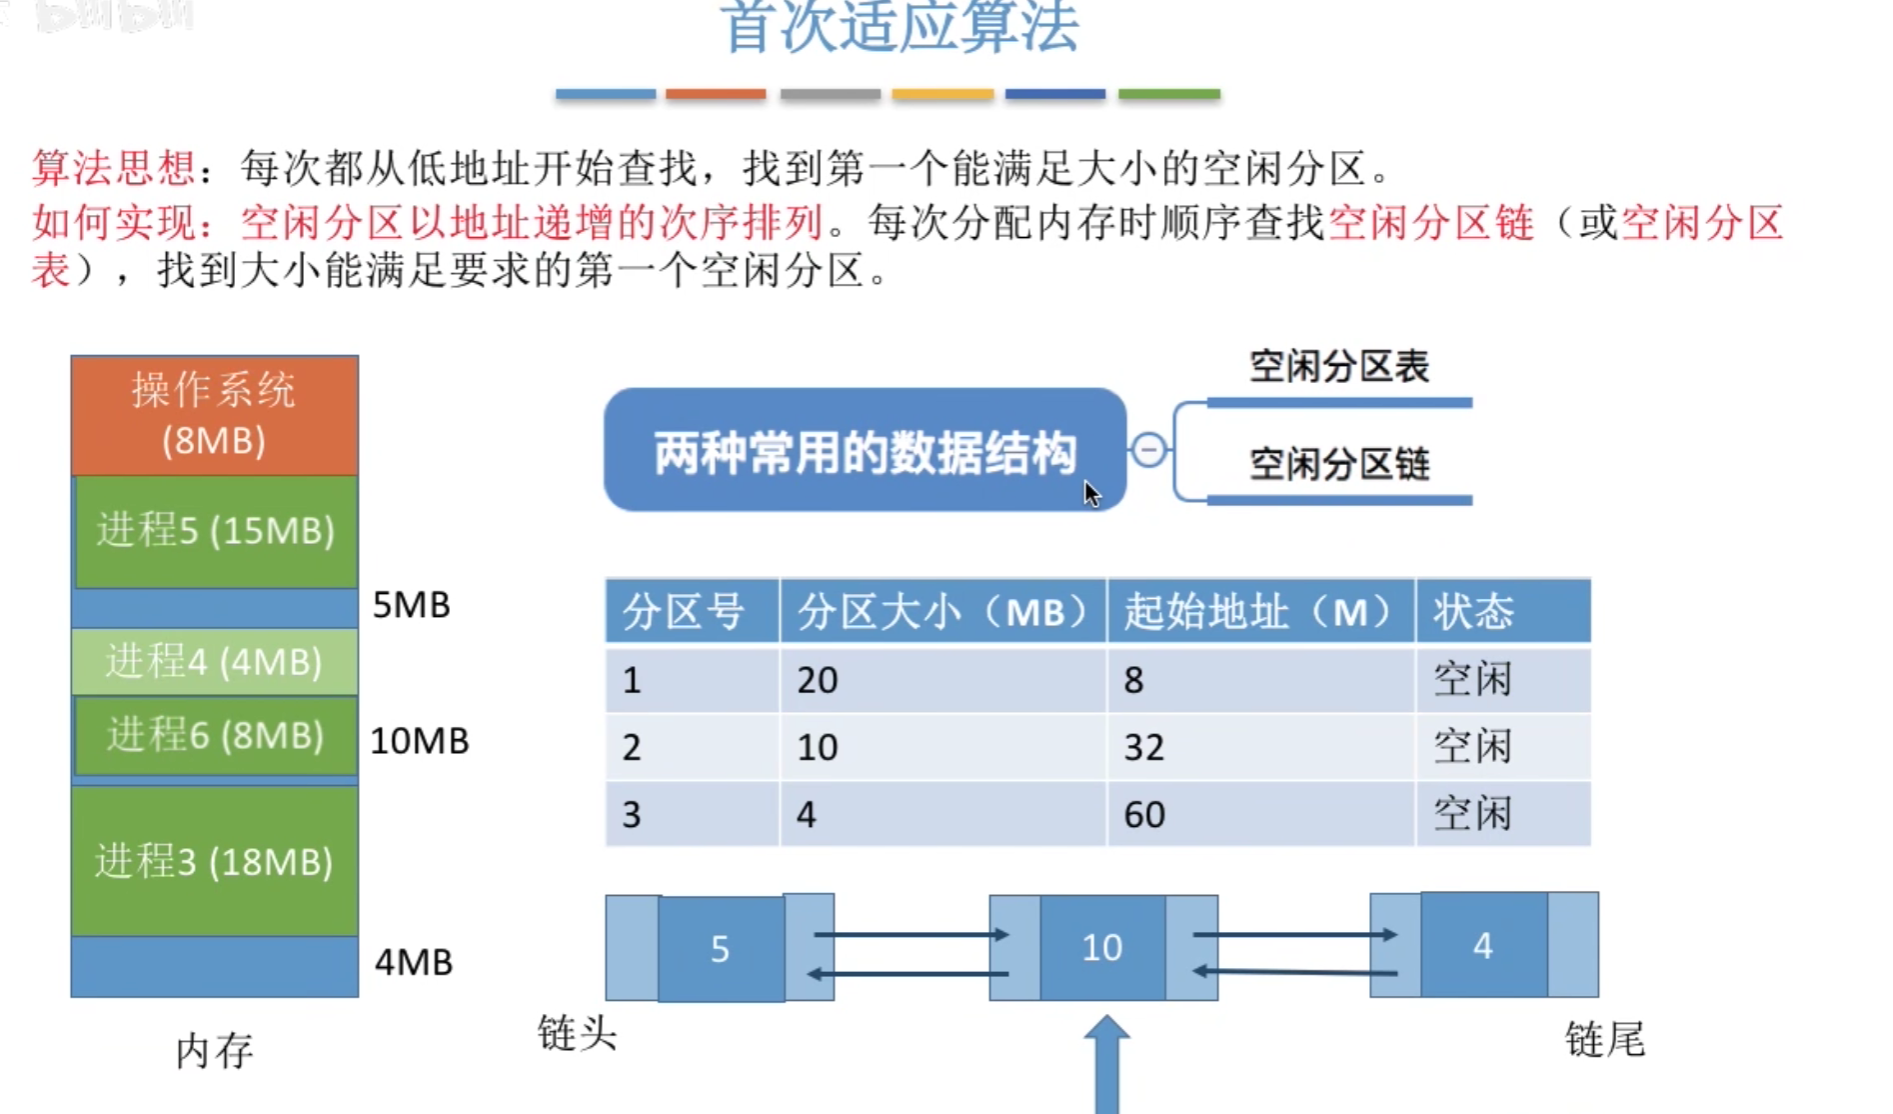 bilibili
首次适应算法
算法思想：每次都从低地址开始查找，找到第一个能满足大小的空闲分区。
如何实现：空闲分区以地址递增的次序排列。每次分配内存时顺序查找空闲分区链（或空闲分区
表），找到大小能满足要求的第一个空闲分区。
操作系统
(8MB)
进程5 (15MB)
5MB
进程4 (4MB)
进程6 (8MB)
10MB
进程3 (18MB)
4MB
内存
两种常用的数据结构
空闲分区表
空闲分区链
分区号 分区大小（MB） 起始地址（M） 状态
1 20 8 空闲
2 10 32 空闲
3 4 60 空闲
5 10 4
链头
链尾